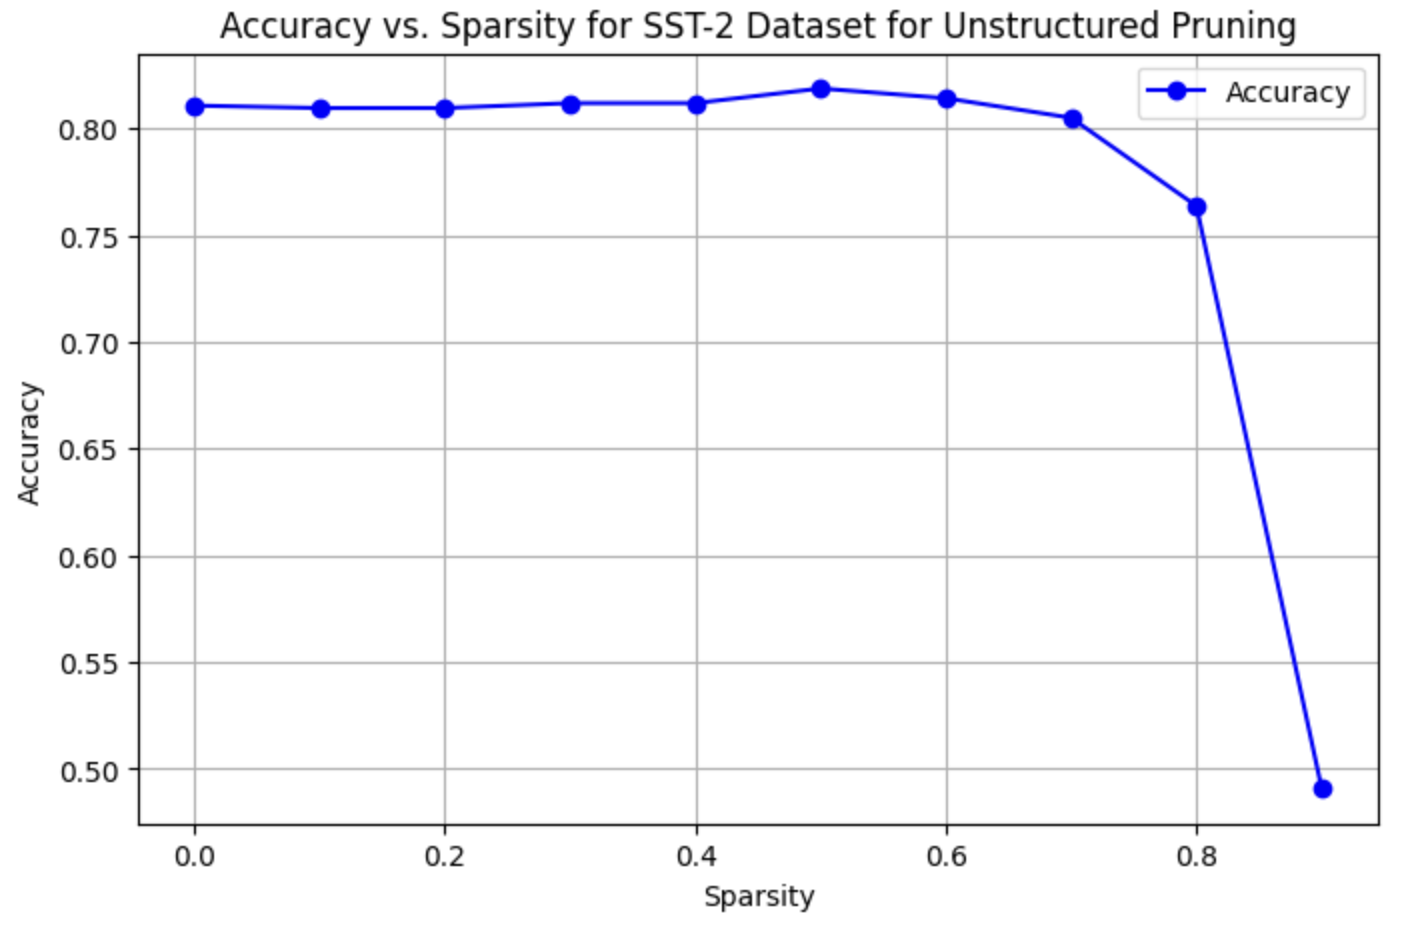 Accuracy vs. Sparsity for SST-2 Dataset for Unstructured Pruning
Accuracy
0.80
0.75
0.70
0.65
0.60
0.55
0.50
Accuracy
0.0 0.2 0.4 0.6 0.8
Sparsity